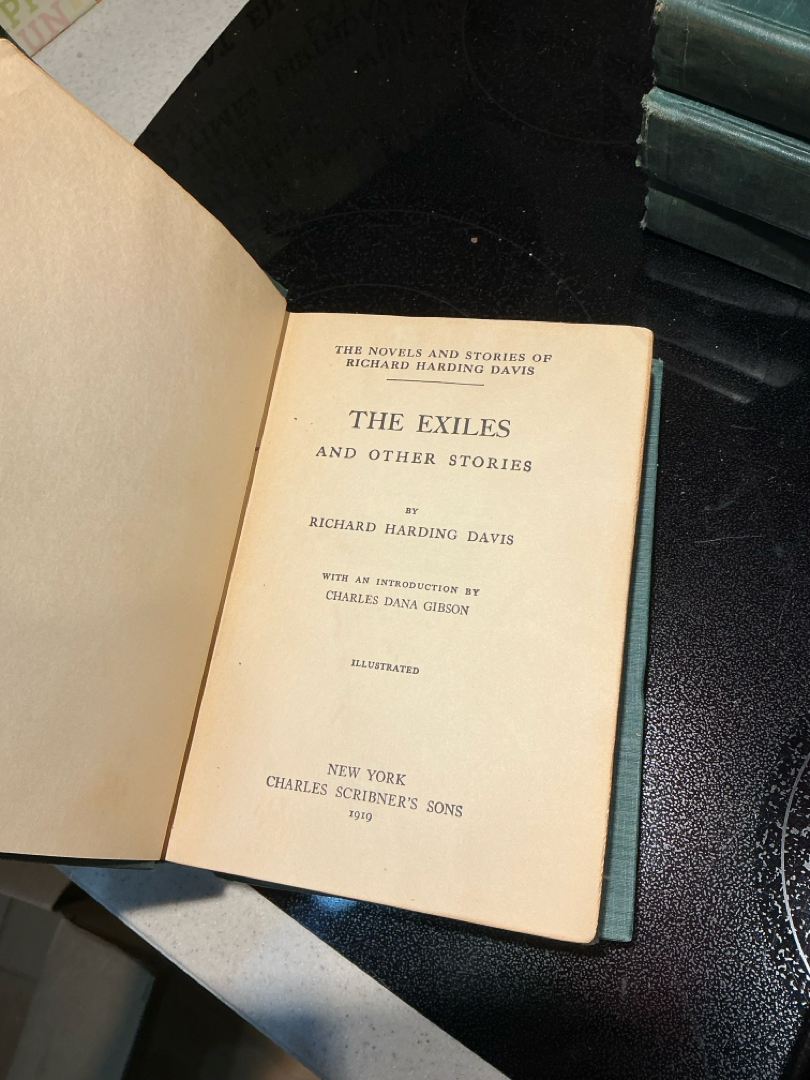 THE NOVELS AND STORIES OF
RICHARD HARDING DAVIS
THE EXILES
AND OTHER STORIES
BY
RICHARD HARDING DAVIS
WITH AN INTRODUCTION BY
CHARLES DANA GIBSON
ILLUSTRATED
NEW YORK
CHARLES SCRIBNER'S SONS
1919